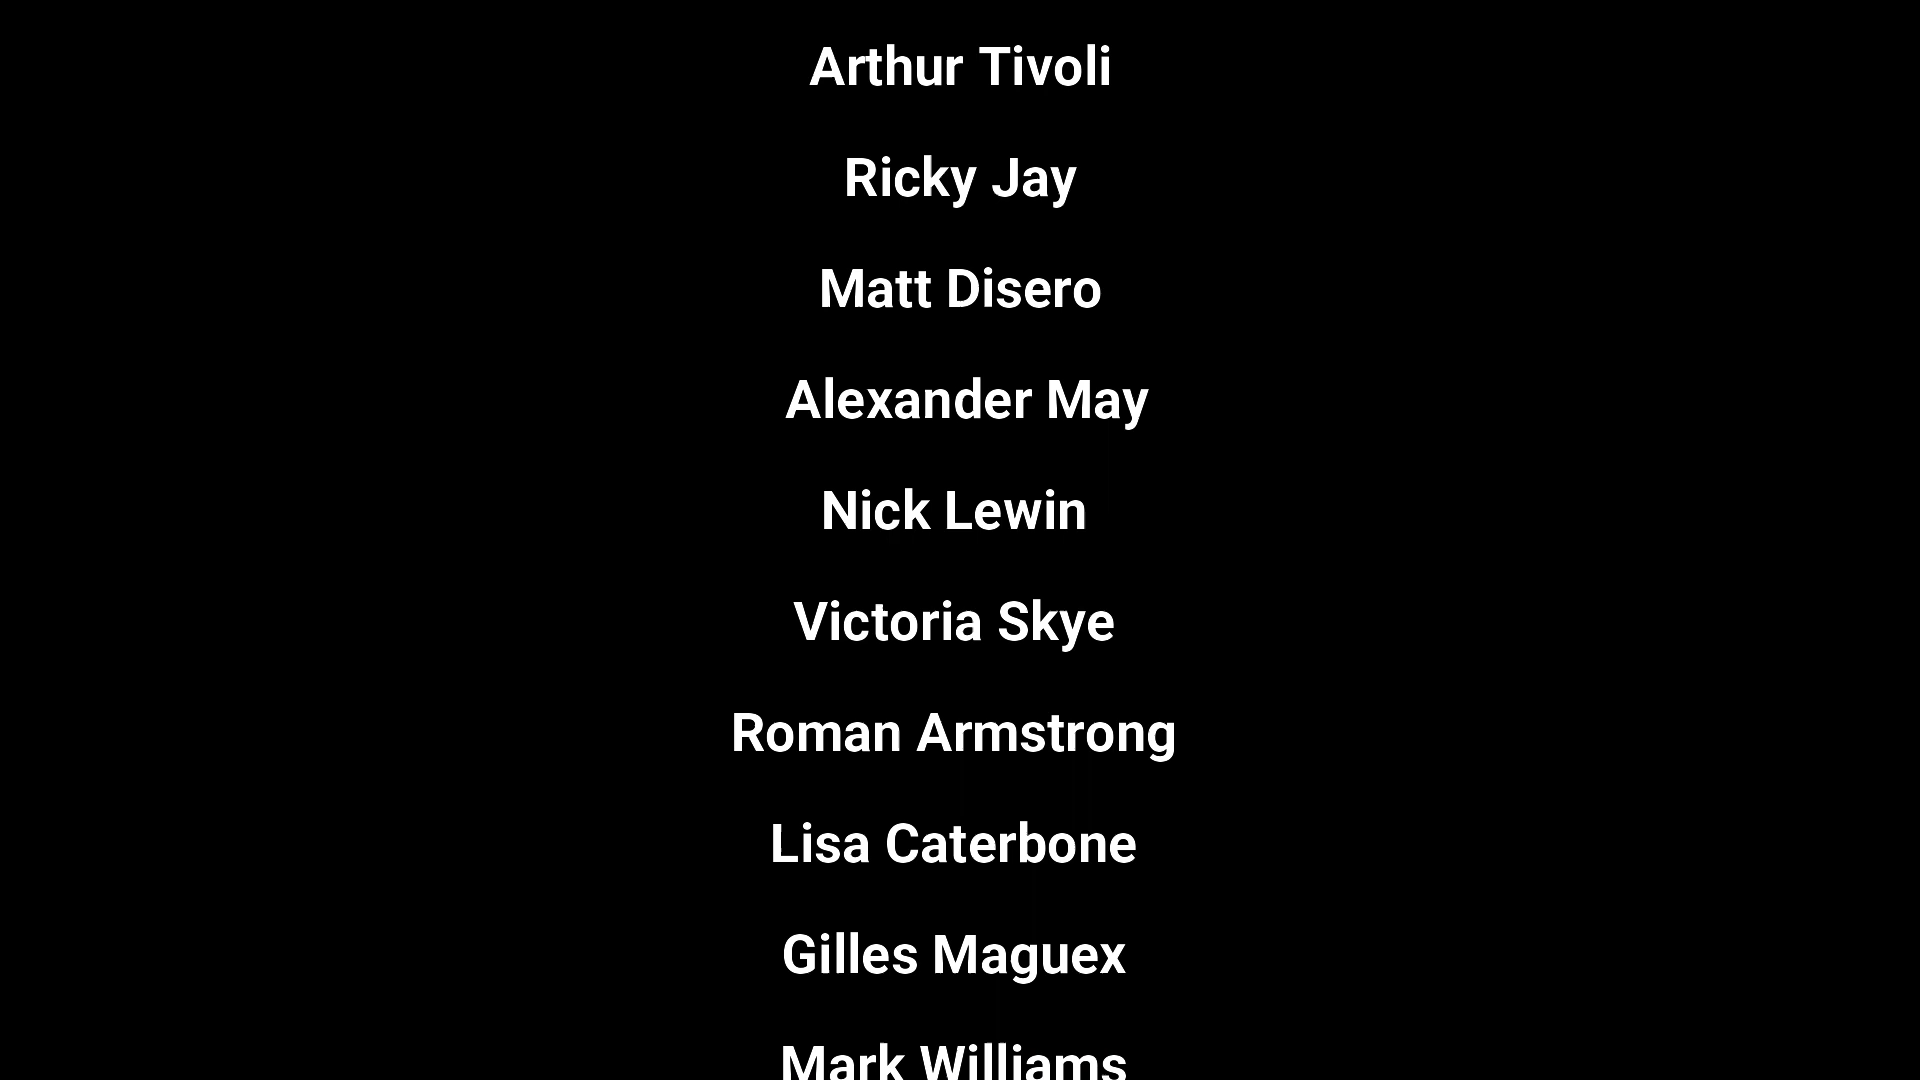 Arthur Tivoli
Ricky Jay
Matt Disero
Alexander May
Nick Lewin
Victoria Skye
Roman Armstrong
Lisa Caterbone
Gilles Maguex
Mark Williams